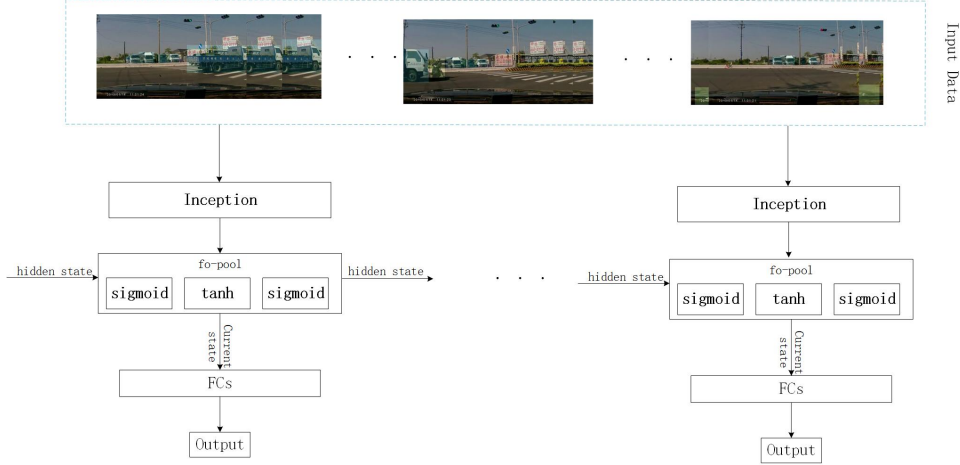 Input Data
Inception
Inception
hidden state
fo-pool
sigmoid
tanh
sigmoid
hidden state
. . .
hidden state
fo-pool
sigmoid
tanh
sigmoid
Current
state
Current
state
FCs
FCs
Output
Output